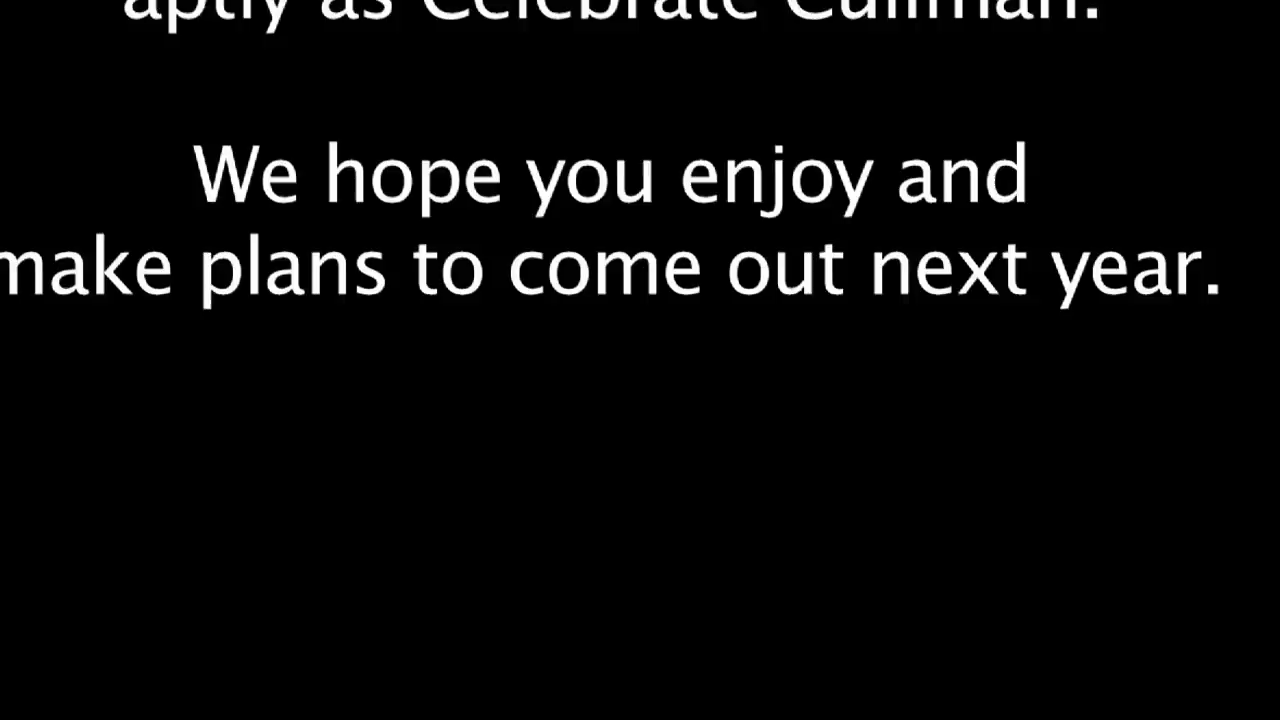 aptly as Celebrate Cullman.
We hope you enjoy and
make plans to come out next year.